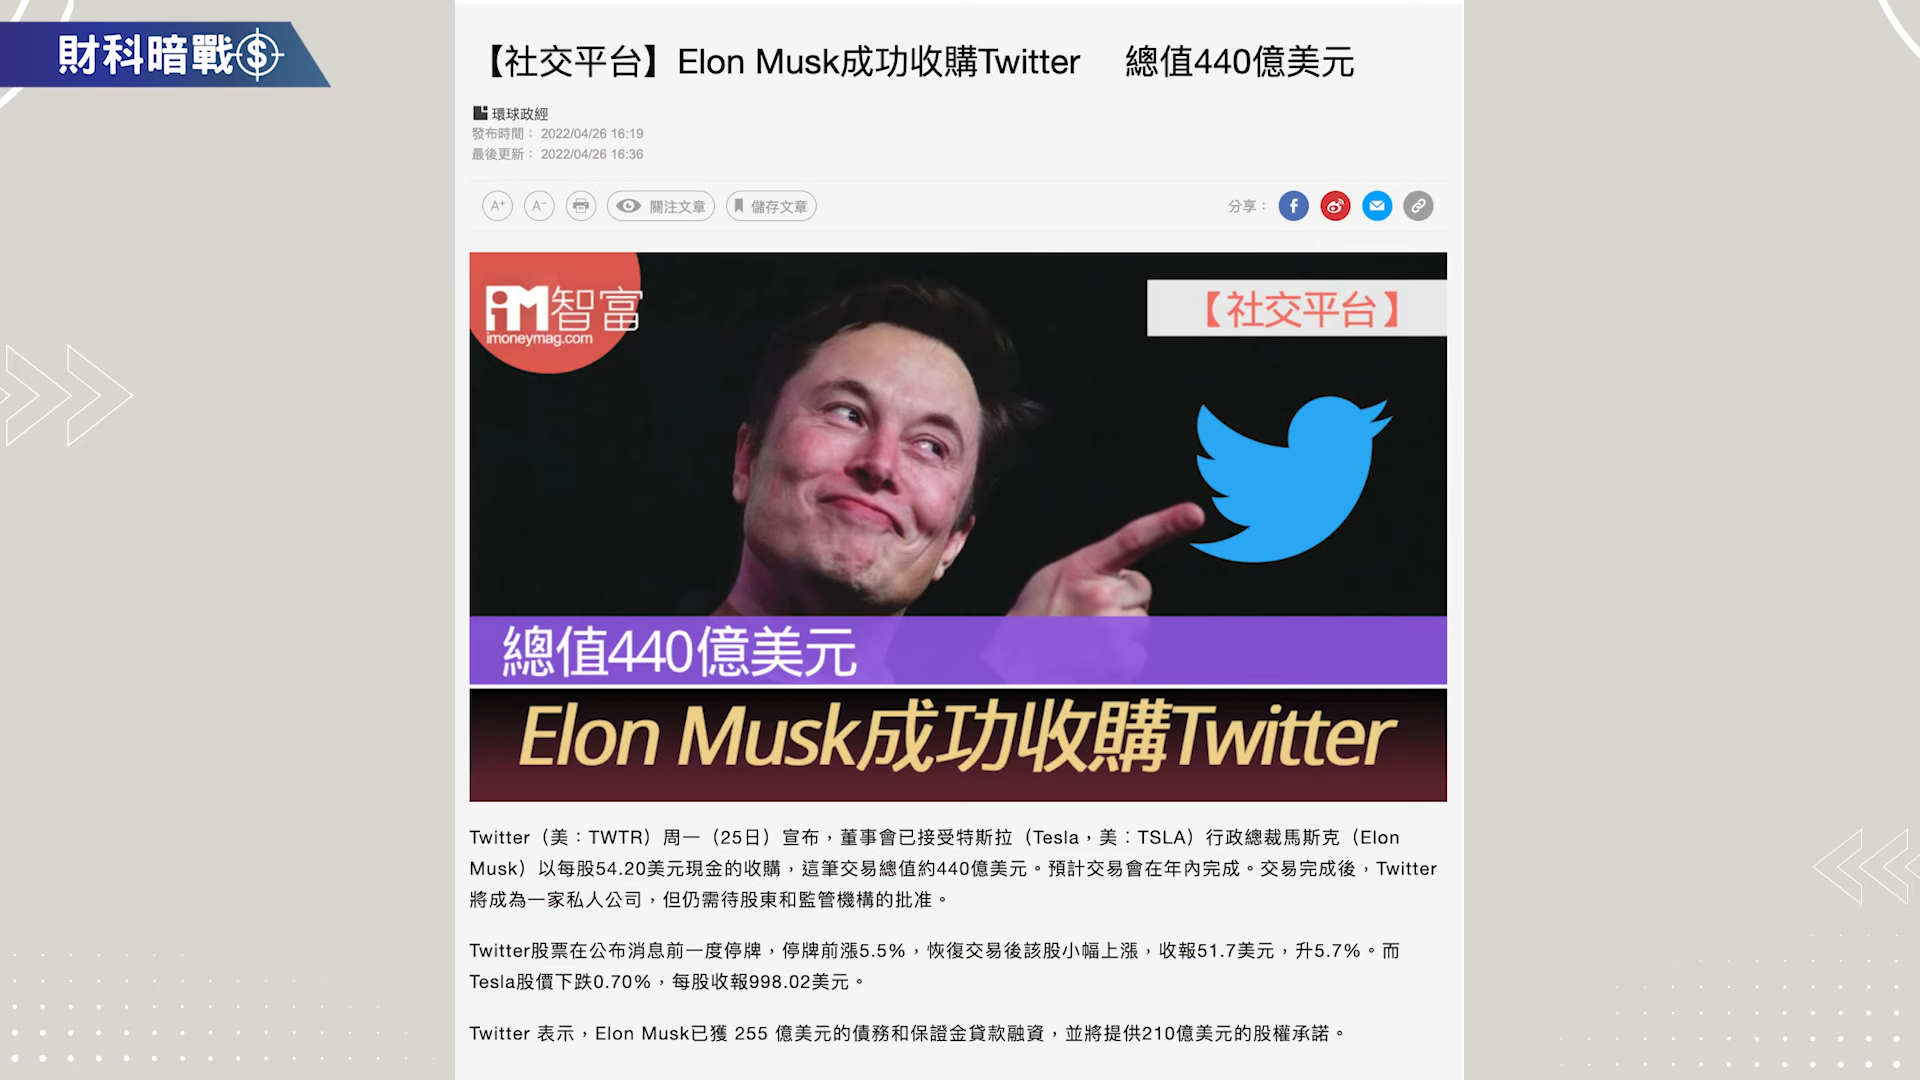 財科暗戰$
【社交平台】Elon Musk成功收購Twitter 總值440億美元
環球政經
發布時間： 2022/04/26 16:19
最後更新： 2022/04/26 16:36
A+ A− 關注文章 儲存文章 分享：
iM智富
imoneymag.com
【社交平台】
總值440億美元
Elon Musk成功收購Twitter
Twitter（美：TWTR）周一（25日）宣布，董事會已接受特斯拉（Tesla，美：TSLA）行政總裁馬斯克（Elon
Musk）以每股54.20美元現金的收購，這筆交易總值約440億美元。預計交易會在年內完成。交易完成後，Twitter
將成為一家私人公司，但仍需待股東和監管機構的批准。
Twitter股票在公布消息前一度停牌，停牌前漲5.5%，恢復交易後該股小幅上漲，收報51.7美元，升5.7%。而
Tesla股價下跌0.70%，每股收報998.02美元。
Twitter 表示，Elon Musk已獲 255 億美元的債務和保證金貸款融資，並將提供210億美元的股權承諾。